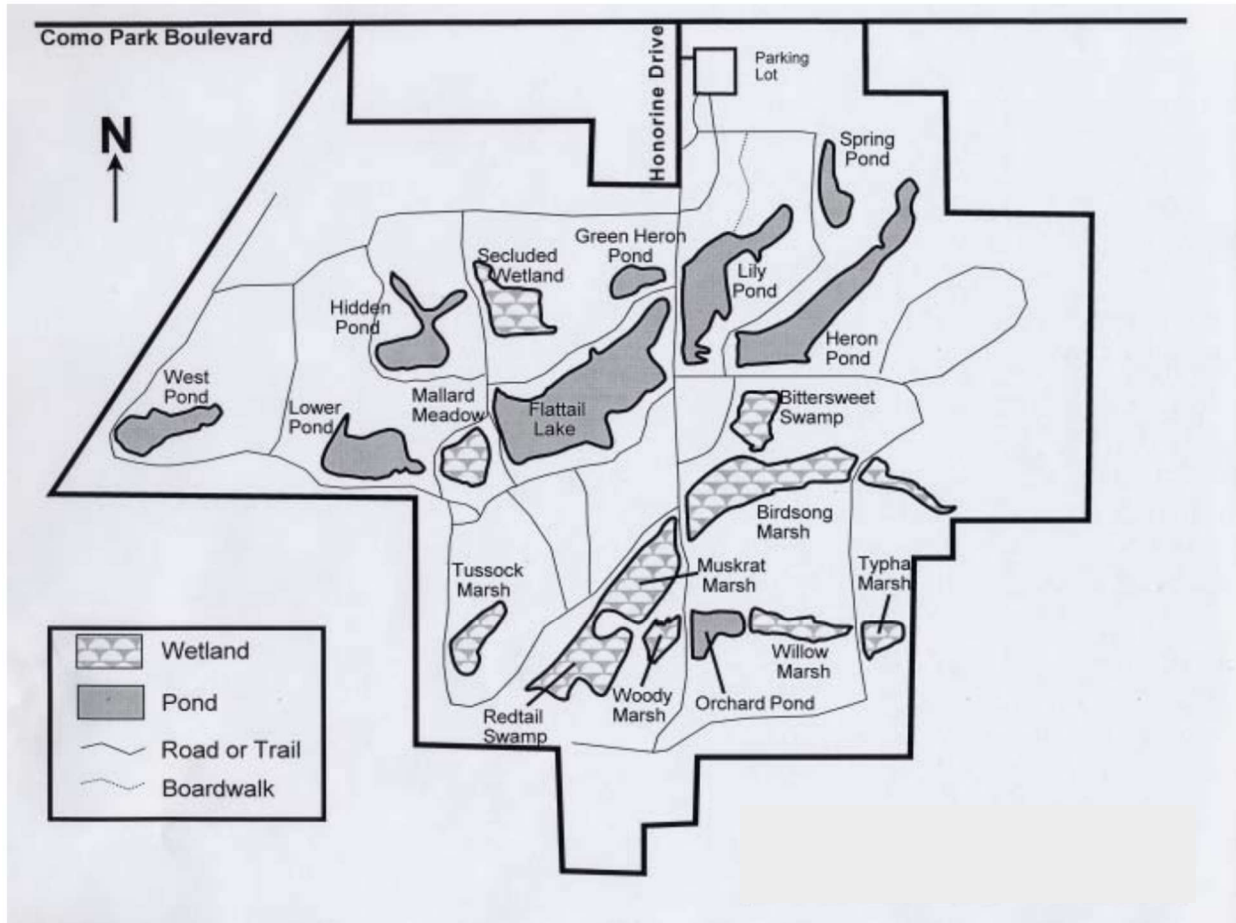 Como Park Boulevard
Honorine Drive
Parking
Lot
N
Spring
Pond
Green Heron
Pond
Secluded
Wetland
Lily
Pond
Hidden
Pond
Heron
Pond
West
Pond
Mallard
Meadow
Lower
Pond
Flattail
Lake
Bittersweet
Swamp
Birdsong
Marsh
Tussock
Marsh
Muskrat
Marsh
Typha
Marsh
Willow
Marsh
Woody
Marsh
Orchard Pond
Redtail
Swamp
Wetland
Pond
Road or Trail
Boardwalk